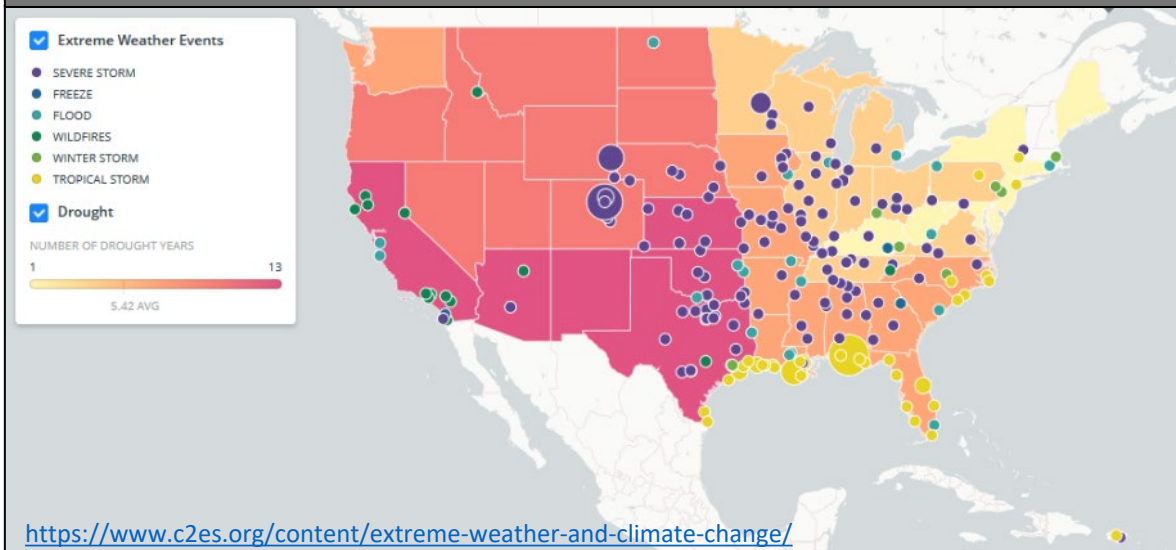 Extreme Weather Events
SEVERE STORM
FREEZE
FLOOD
WILDFIRES
WINTER STORM
TROPICAL STORM
Drought
NUMBER OF DROUGHT YEARS
1 13
5.42 AVG
https://www.c2es.org/content/extreme-weather-and-climate-change/